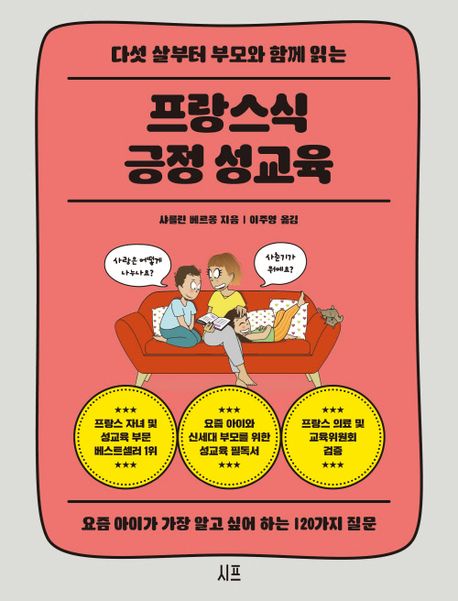 다섯 살부터 부모와 함께 읽는
프랑스식
긍정 성교육
샤를린 베르몽 지음 | 이주영 옮김
사랑은 어떻게
나누나요?
사춘기가
뭐예요?
★★★
프랑스 자녀 및
성교육 부문
베스트셀러 1위
★★★
★★★
요즘 아이와
신세대 부모를 위한
성교육 필독서
★★★
★★★
프랑스 의료 및
교육위원회
검증
★★★
요즘 아이가 가장 알고 싶어 하는 120가지 질문
시프